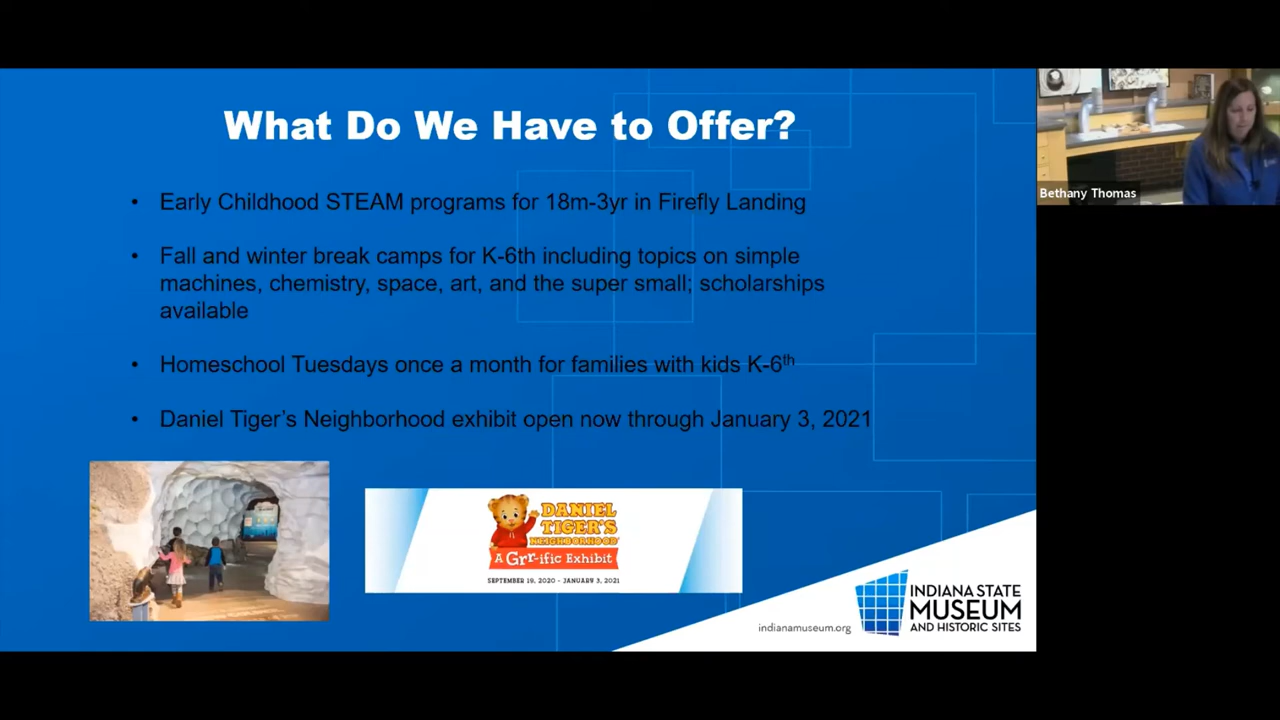 What Do We Have to Offer?
• Early Childhood STEAM programs for 18m-3yr in Firefly Landing
• Fall and winter break camps for K-6th including topics on simple
machines, chemistry, space, art, and the super small; scholarships
available
• Homeschool Tuesdays once a month for families with kids K-6th
• Daniel Tiger’s Neighborhood exhibit open now through January 3, 2021
DANIEL
TIGER'S
NEIGHBORHOOD
A Grr-ific Exhibit
SEPTEMBER 19, 2020 - JANUARY 3, 2021
indianamuseum.org
INDIANA STATE
MUSEUM
AND HISTORIC SITES
Bethany Thomas